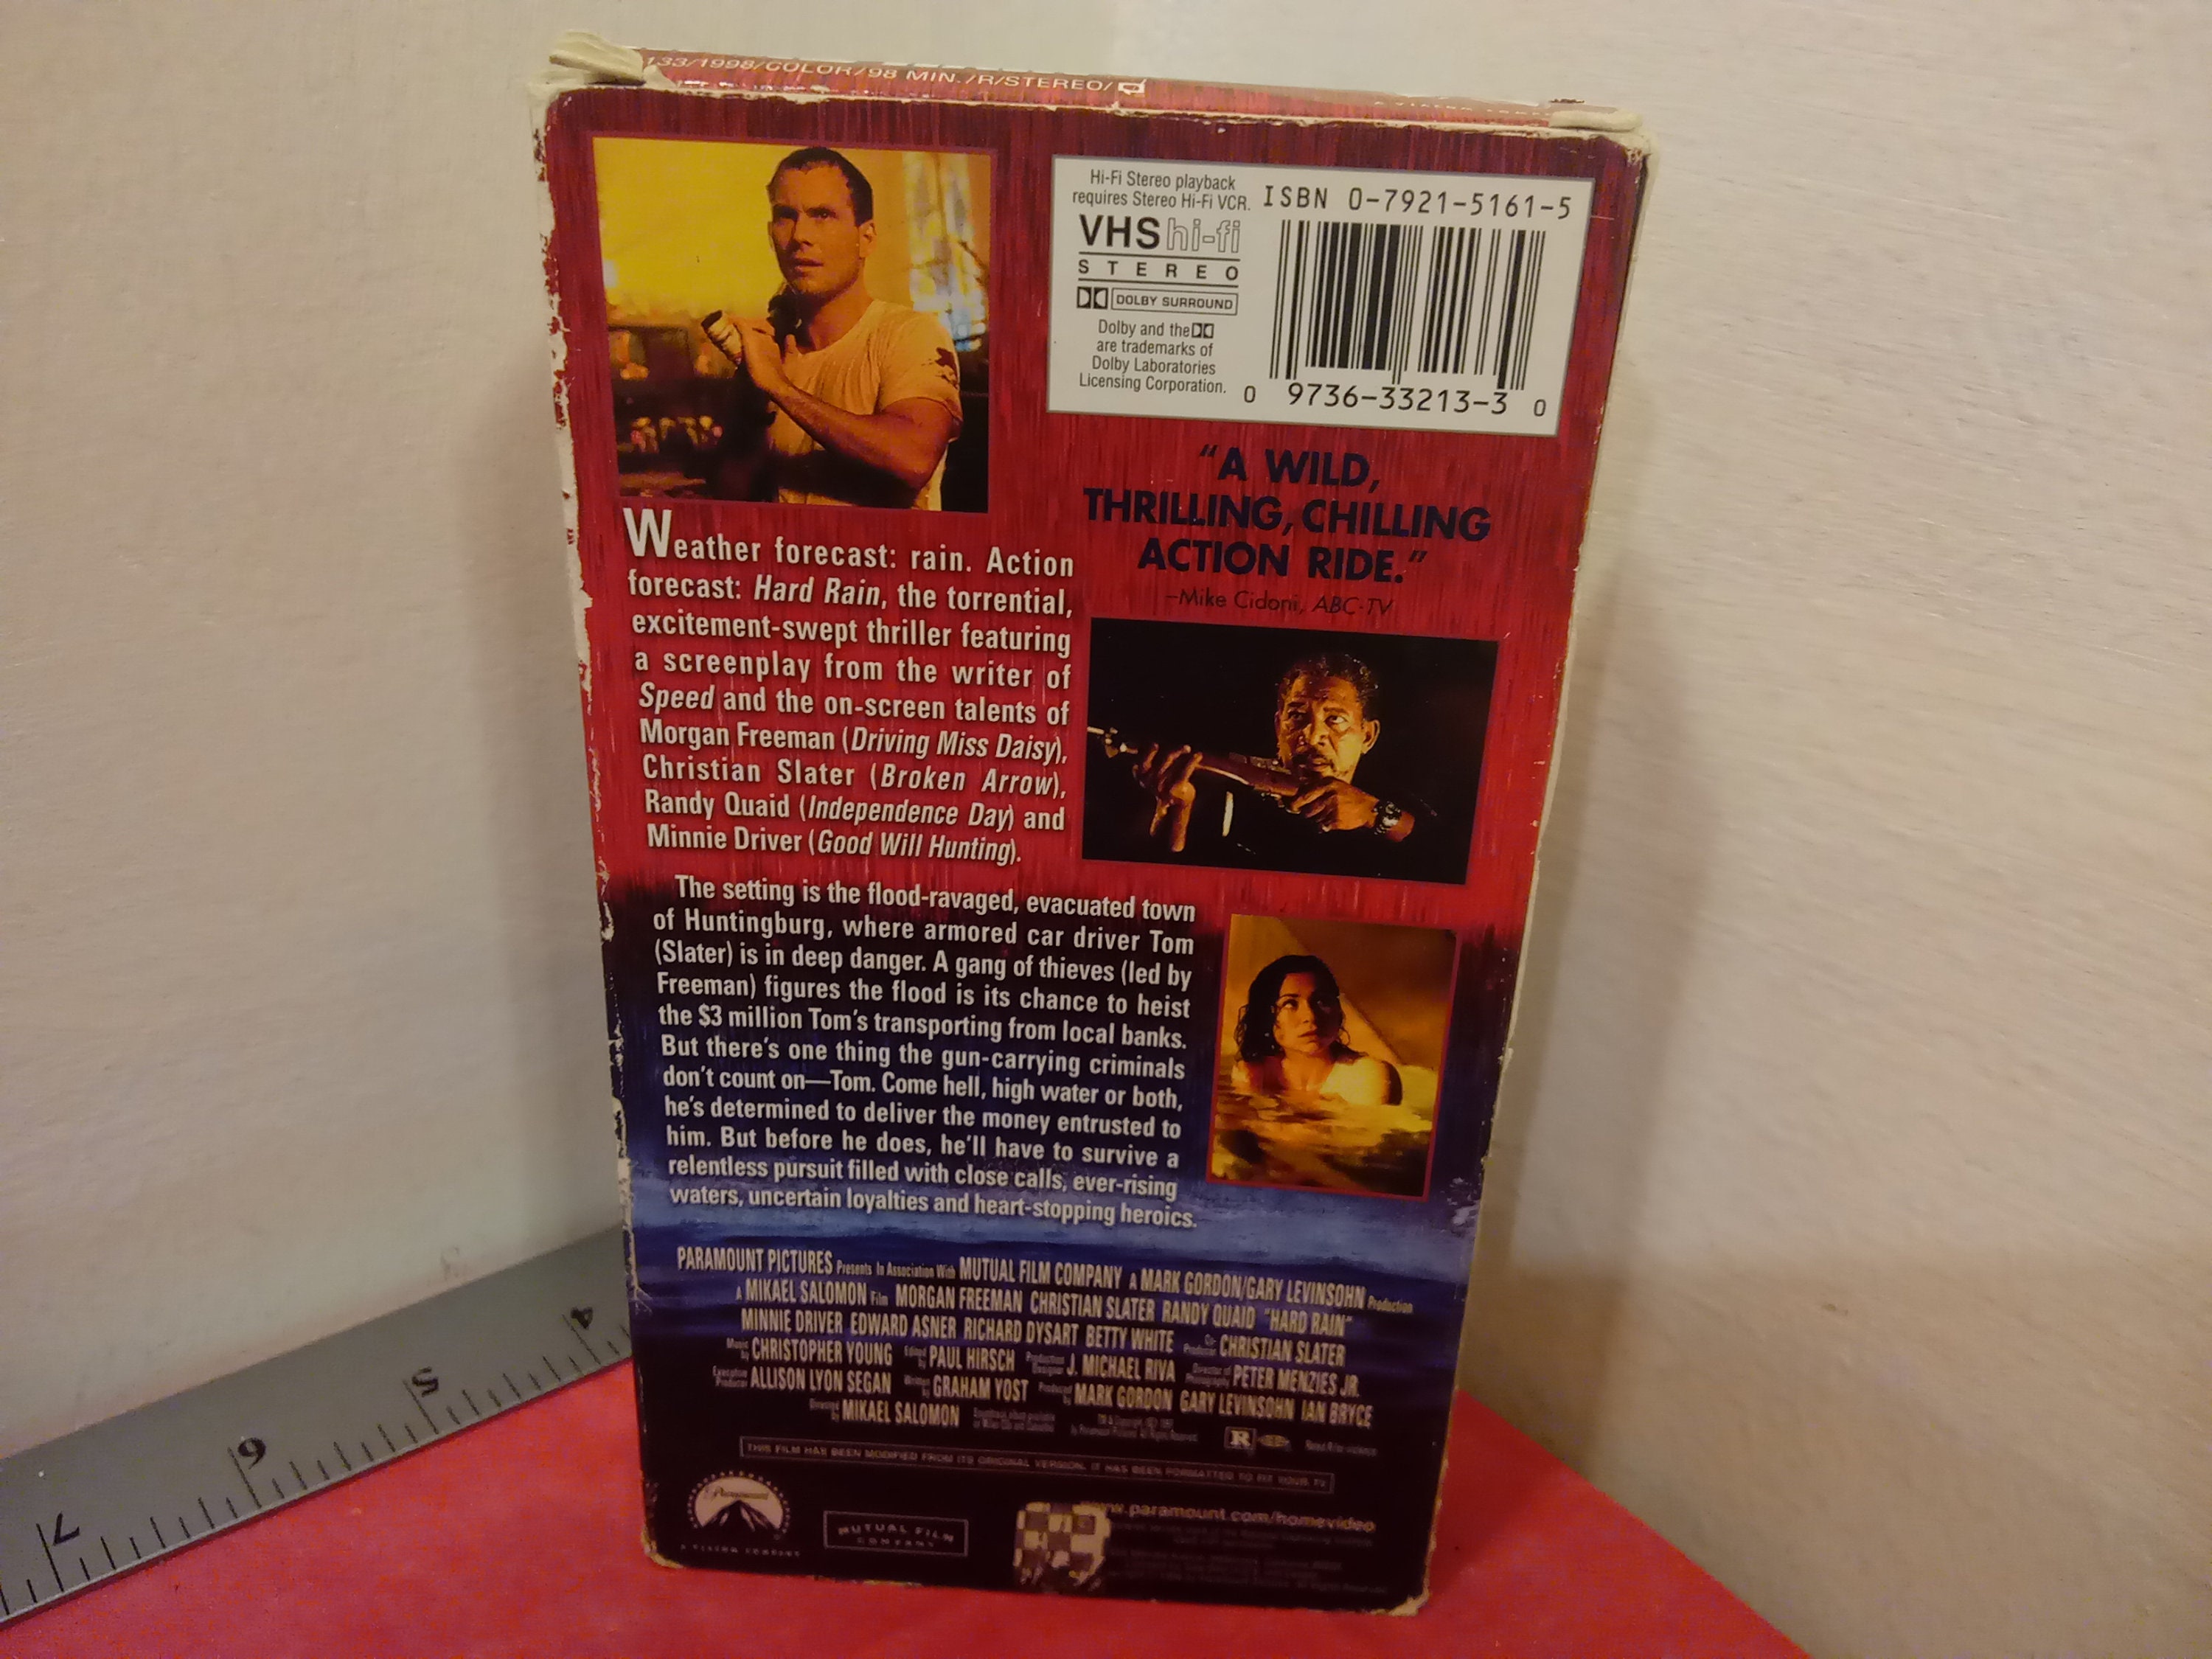 133/1998/COLOR/98 MIN./R/STEREO/
Hi-Fi Stereo playback
requires Stereo Hi-Fi VCR.
VHS hi-fi
STEREO
DOLBY SURROUND
Dolby and the
are trademarks of
Dolby Laboratories
Licensing Corporation.
ISBN 0-7921-5161-5
0 9736-33213-3 0
"A WILD,
THRILLING, CHILLING
ACTION RIDE."
–Mike Cidoni, ABC-TV
Weather forecast: rain. Action
forecast: Hard Rain, the torrential,
excitement-swept thriller featuring
a screenplay from the writer of
Speed and the on-screen talents of
Morgan Freeman (Driving Miss Daisy),
Christian Slater (Broken Arrow),
Randy Quaid (Independence Day) and
Minnie Driver (Good Will Hunting).
The setting is the flood-ravaged, evacuated town
of Huntingburg, where armored car driver Tom
(Slater) is in deep danger. A gang of thieves (led by
Freeman) figures the flood is its chance to heist
the $3 million Tom's transporting from local banks.
But there's one thing the gun-carrying criminals
don't count on—Tom. Come hell, high water or both,
he's determined to deliver the money entrusted to
him. But before he does, he'll have to survive a
relentless pursuit filled with close calls, ever-rising
waters, uncertain loyalties and heart-stopping heroics.
PARAMOUNT PICTURES Presents In Association With MUTUAL FILM COMPANY A MARK GORDON/GARY LEVINSOHN Production
A MIKAEL SALOMON Film MORGAN FREEMAN CHRISTIAN SLATER RANDY QUAID "HARD RAIN"
MINNIE DRIVER EDWARD ASNER RICHARD DYSART BETTY WHITE Co-Producer CHRISTIAN SLATER
Music by CHRISTOPHER YOUNG Edited by PAUL HIRSCH Production Designer J. MICHAEL RIVA Director of Photography PETER MENZIES JR.
Executive Producer ALLISON LYON SEGAN Written by GRAHAM YOST Produced by MARK GORDON GARY LEVINSOHN IAN BRYCE
Directed by MIKAEL SALOMON
R
THIS FILM HAS BEEN MODIFIED FROM ITS ORIGINAL VERSION. IT HAS BEEN FORMATTED TO FIT YOUR TV
Paramount
A VIACOM COMPANY
MUTUAL FILM
COMPANY
www.paramount.com/homevideo
4
5
6
7